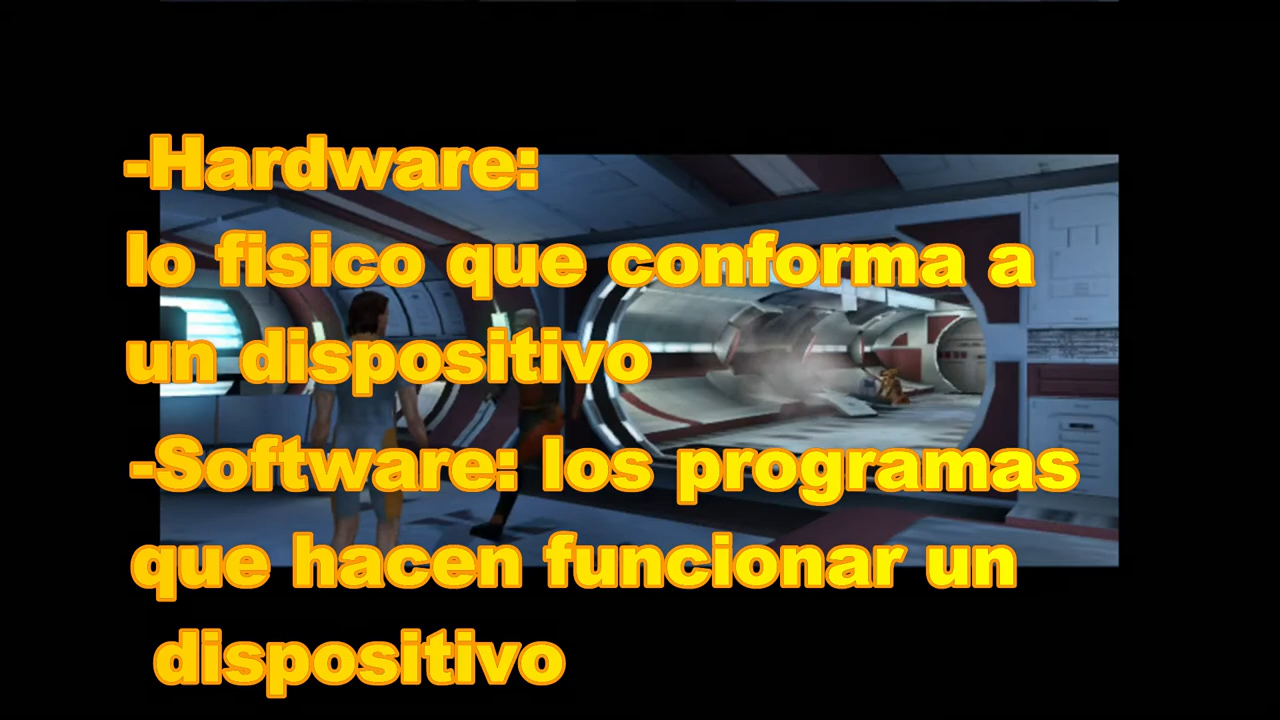 -Hardware:
lo fisico que conforma a
un dispositivo
-Software: los programas
que hacen funcionar un
dispositivo